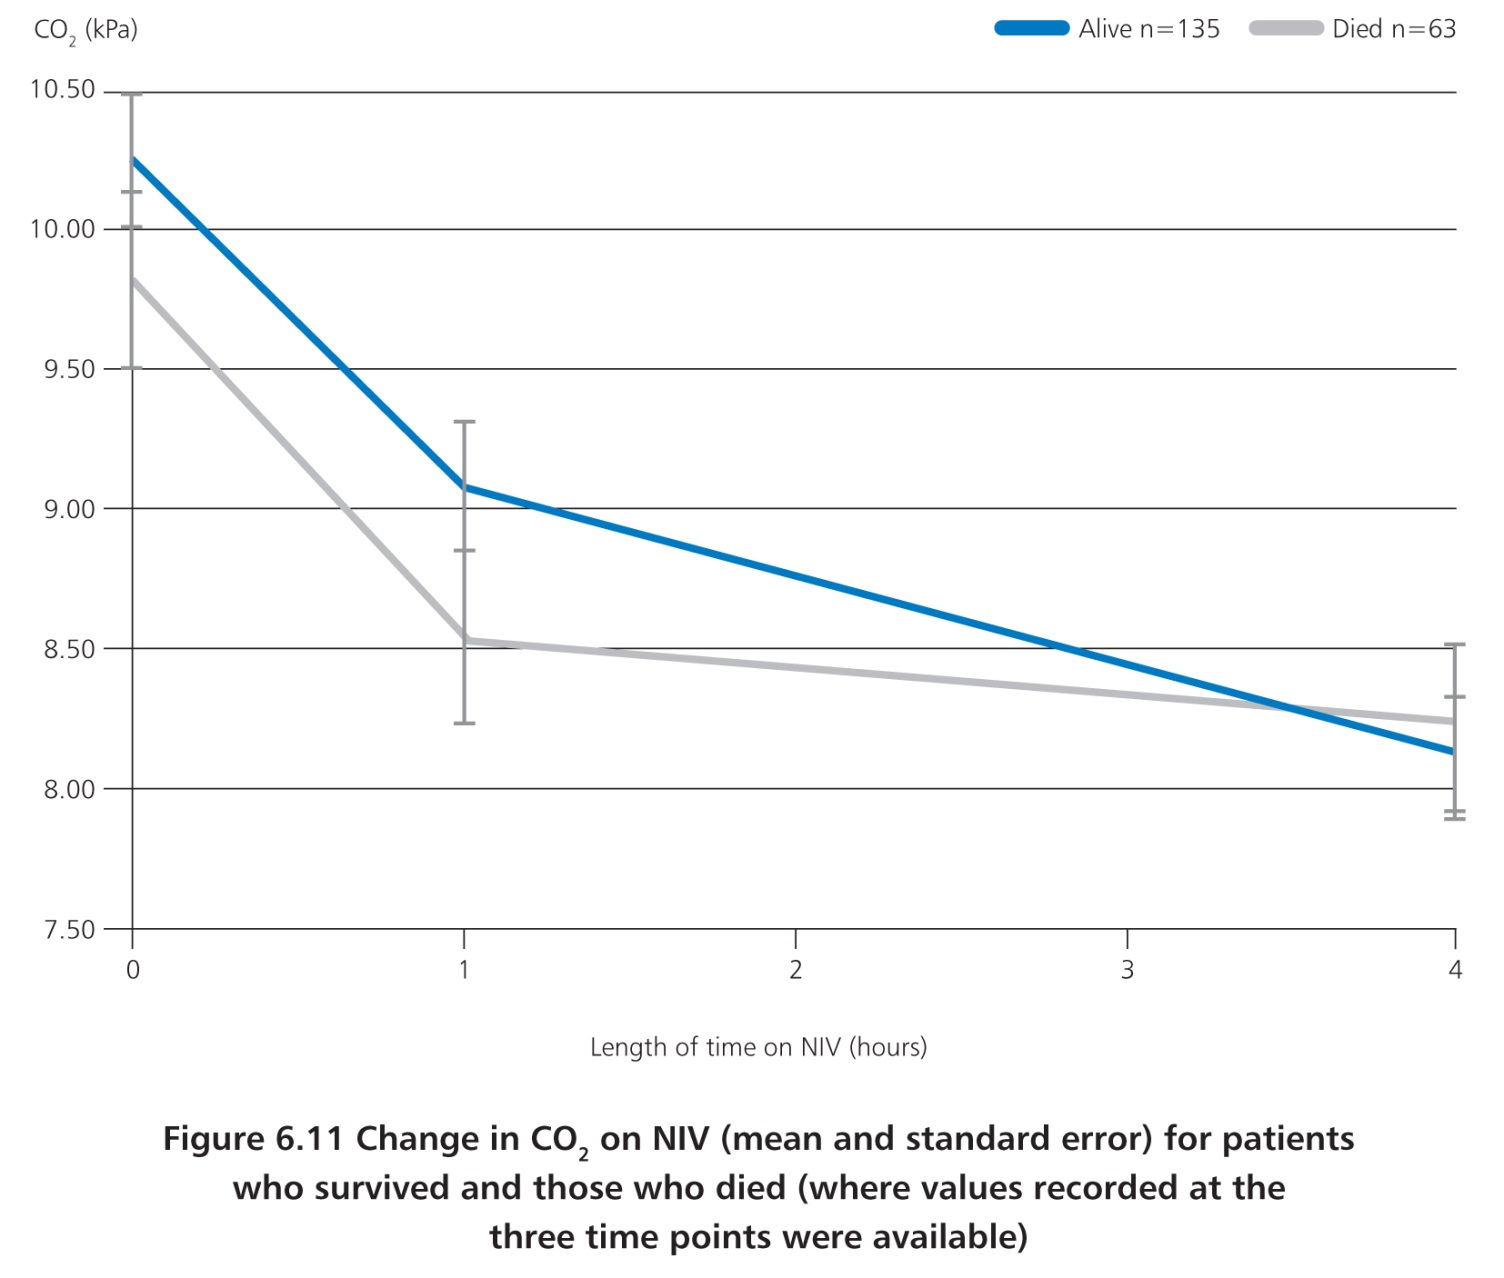 CO₂ (kPa)
Alive n=135
Died n=63
10.50
10.00
9.50
9.00
8.50
8.00
7.50
0 1 2 3 4
Length of time on NIV (hours)
Figure 6.11 Change in CO₂ on NIV (mean and standard error) for patients
who survived and those who died (where values recorded at the
three time points were available)